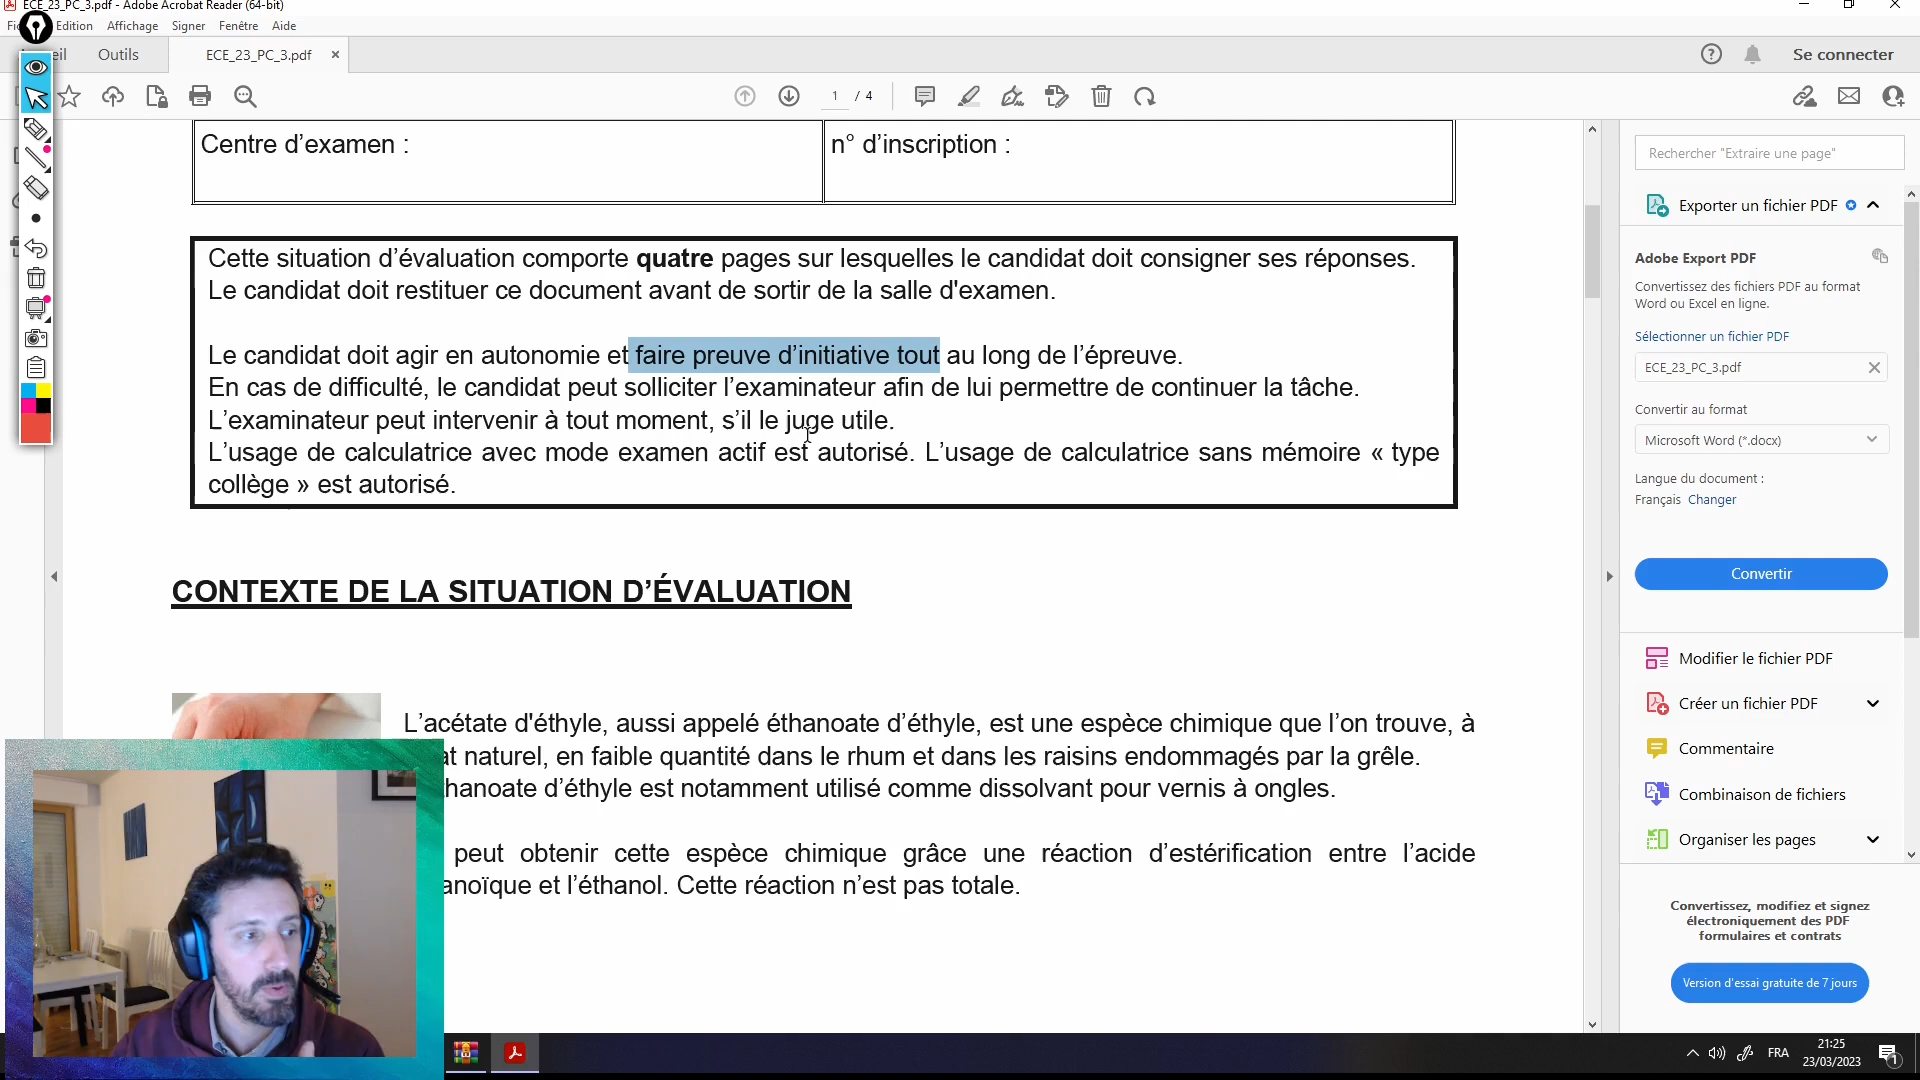 ECE_23_PC_3.pdf - Adobe Acrobat Reader (64-bit)
Edition Affichage Signer Fenêtre Aide
Outils
ECE_23_PC_3.pdf
Se connecter
1 / 4
Centre d’examen :
n° d’inscription :
Cette situation d’évaluation comporte quatre pages sur lesquelles le candidat doit consigner ses réponses.
Le candidat doit restituer ce document avant de sortir de la salle d'examen.
Le candidat doit agir en autonomie et faire preuve d’initiative tout au long de l’épreuve.
En cas de difficulté, le candidat peut solliciter l’examinateur afin de lui permettre de continuer la tâche.
L’examinateur peut intervenir à tout moment, s’il le juge utile.
L’usage de calculatrice avec mode examen actif est autorisé. L’usage de calculatrice sans mémoire « type
collège » est autorisé.
CONTEXTE DE LA SITUATION D’ÉVALUATION
L’acétate d'éthyle, aussi appelé éthanoate d’éthyle, est une espèce chimique que l’on trouve, à
naturel, en faible quantité dans le rhum et dans les raisins endommagés par la grêle.
hanoate d’éthyle est notamment utilisé comme dissolvant pour vernis à ongles.
peut obtenir cette espèce chimique grâce une réaction d’estérification entre l’acide
anoïque et l’éthanol. Cette réaction n’est pas totale.
Rechercher "Extraire une page"
Exporter un fichier PDF
Adobe Export PDF
Convertissez des fichiers PDF au format
Word ou Excel en ligne.
Sélectionner un fichier PDF
ECE_23_PC_3.pdf
Convertir au format
Microsoft Word (*.docx)
Langue du document :
Français Changer
Convertir
Modifier le fichier PDF
Créer un fichier PDF
Commentaire
Combinaison de fichiers
Organiser les pages
Convertissez, modifiez et signez
électroniquement des PDF
formulaires et contrats
Version d'essai gratuite de 7 jours
FRA
21:25
23/03/2023
1